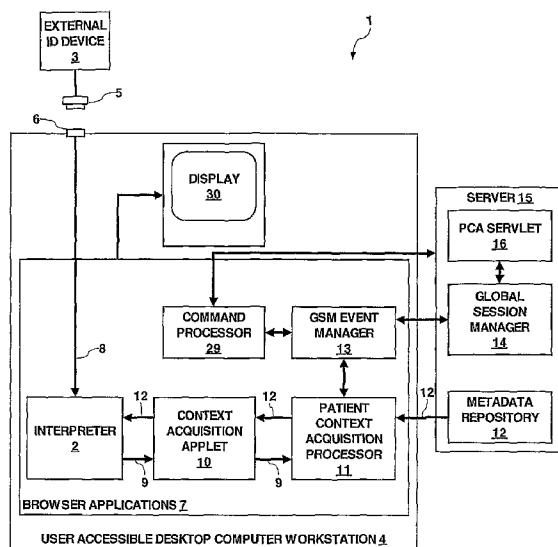 EXTERNAL
ID DEVICE
3
1
5
6
DISPLAY
30
SERVER 15
PCA SERVLET
16
COMMAND
PROCESSOR
29
GSM EVENT
MANAGER
13
GLOBAL
SESSION
MANAGER
14
8
12
12
12
INTERPRETER
2
CONTEXT
ACQUISITION
APPLET
10
PATIENT
CONTEXT
ACQUISITION
PROCESSOR
11
METADATA
REPOSITORY
12
9
9
BROWSER APPLICATIONS 7
USER ACCESSIBLE DESKTOP COMPUTER WORKSTATION 4